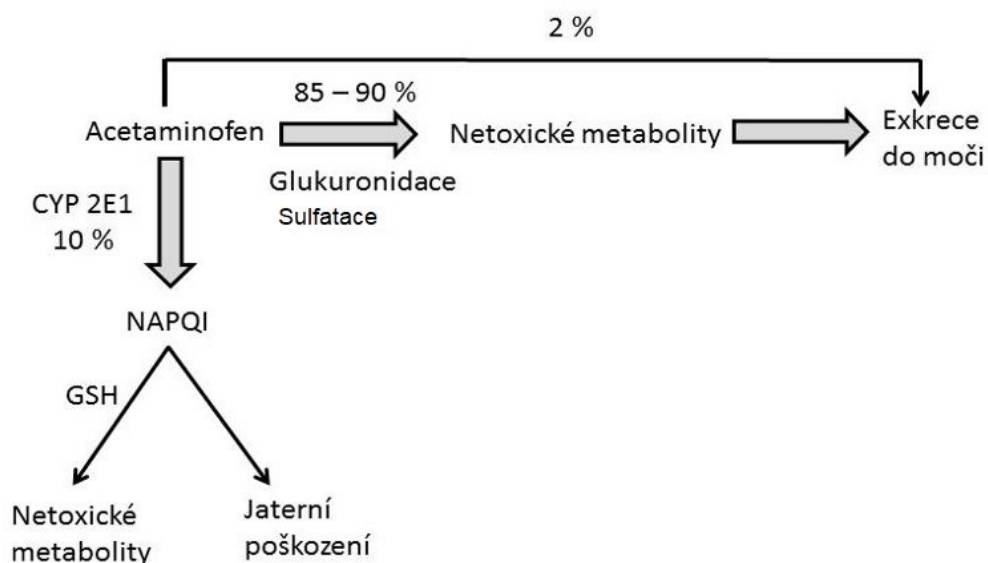 2 %
85 – 90 %
Acetaminofen
Netoxické metabolity
Exkrece
do moči
Glukuronidace
Sulfatace
CYP 2E1
10 %
NAPQI
GSH
Netoxické
metabolity
Jaterní
poškození